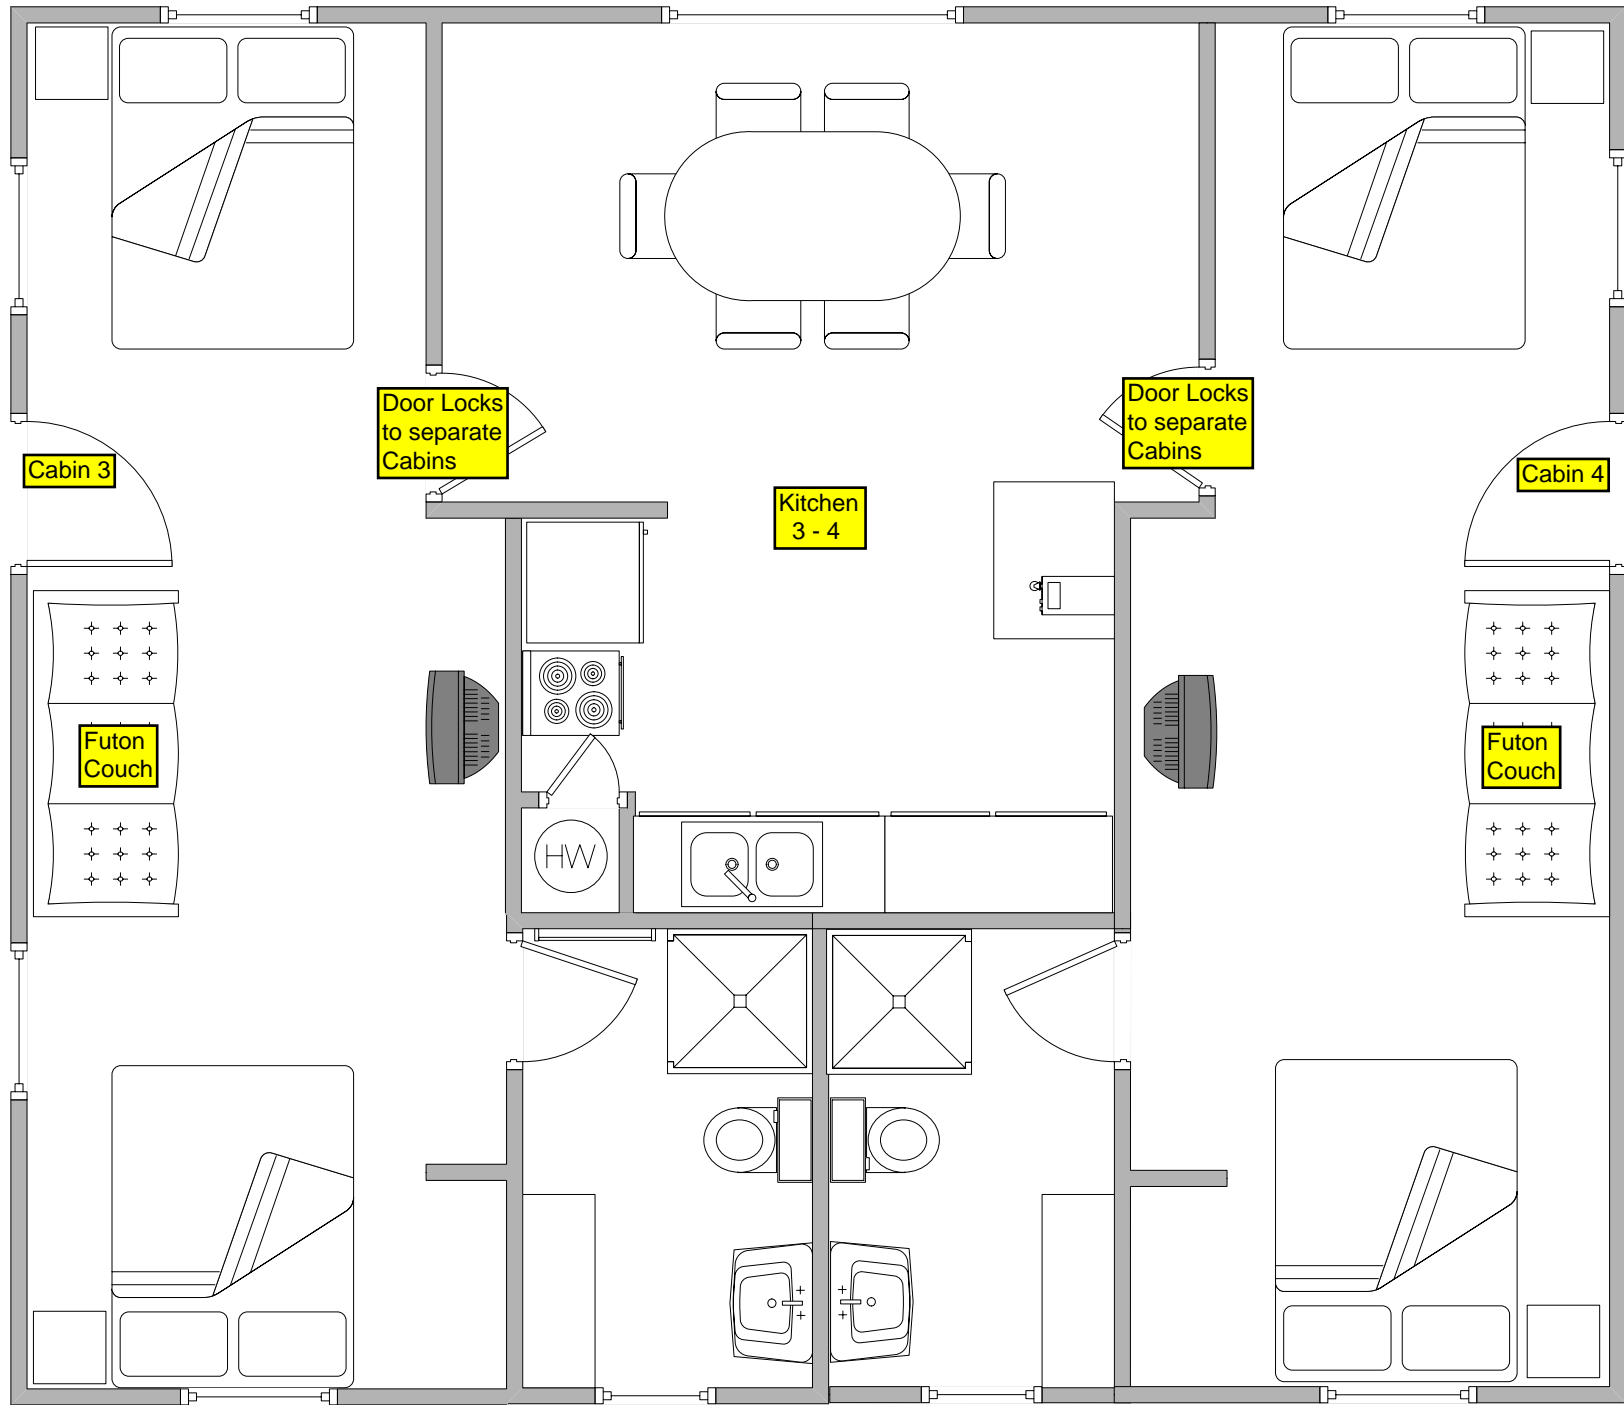 Door Locks
to separate
Cabins
Door Locks
to separate
Cabins
Cabin 3
Cabin 4
Kitchen
3 - 4
Futon
Couch
Futon
Couch
HW